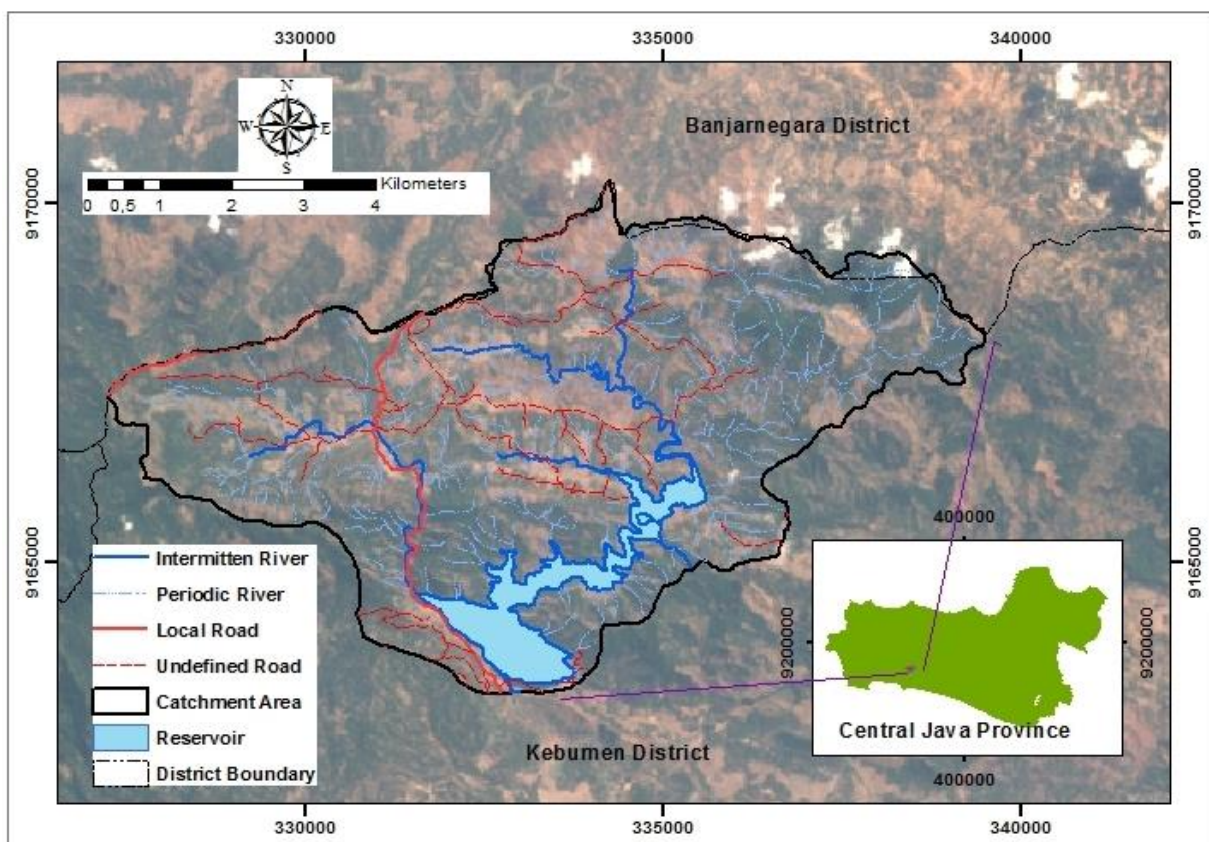 330000
335000
340000
N
W
E
S
Banjarnegara District
Kilometers
0 0,5 1 2 3 4
9170000
9170000
9165000
9165000
Intermitten River
Periodic River
Local Road
Undefined Road
Catchment Area
Reservoir
District Boundary
Kebumen District
400000
9200000
9200000
Central Java Province
400000
330000
335000
340000